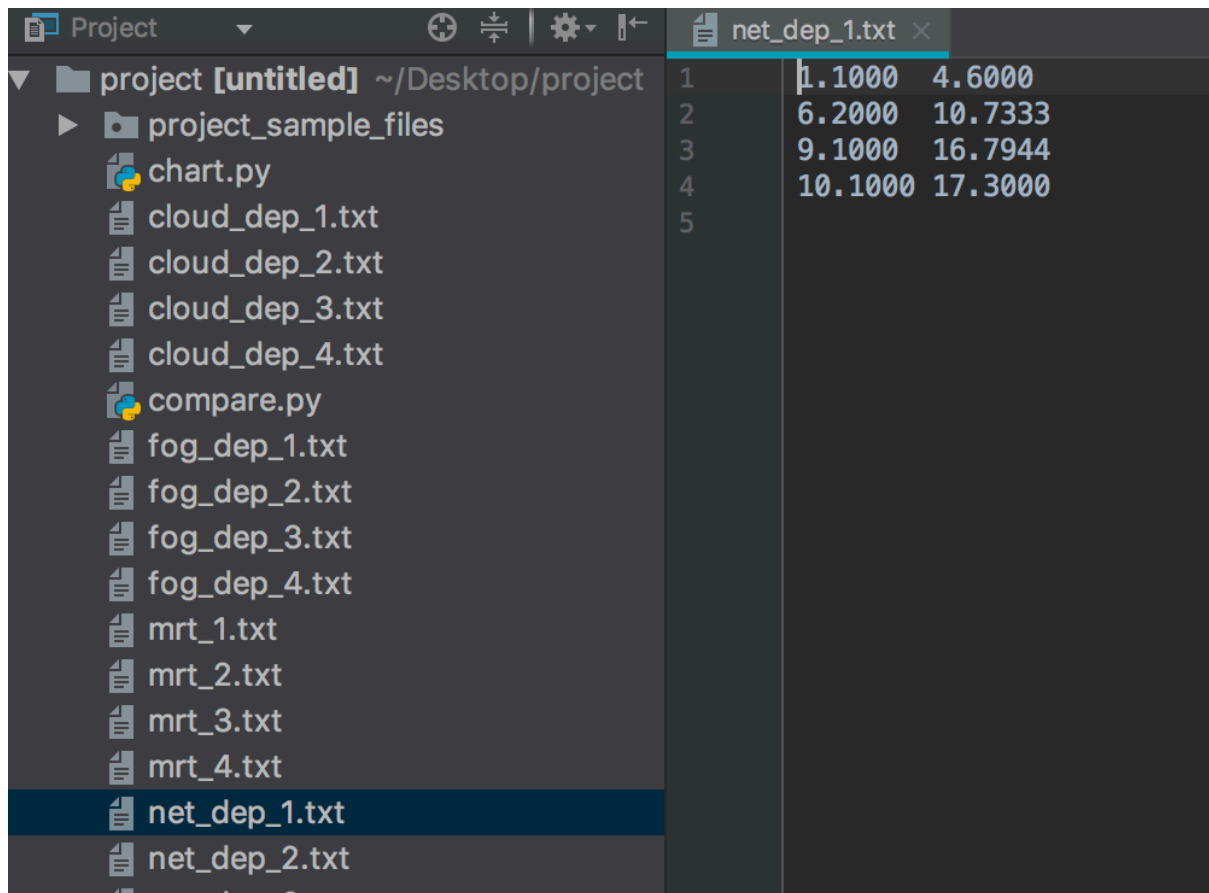 Project
project [untitled] ~/Desktop/project
project_sample_files
chart.py
cloud_dep_1.txt
cloud_dep_2.txt
cloud_dep_3.txt
cloud_dep_4.txt
compare.py
fog_dep_1.txt
fog_dep_2.txt
fog_dep_3.txt
fog_dep_4.txt
mrt_1.txt
mrt_2.txt
mrt_3.txt
mrt_4.txt
net_dep_1.txt
net_dep_2.txt
net_dep_1.txt
1 1.1000 4.6000
2 6.2000 10.7333
3 9.1000 16.7944
4 10.1000 17.3000
5